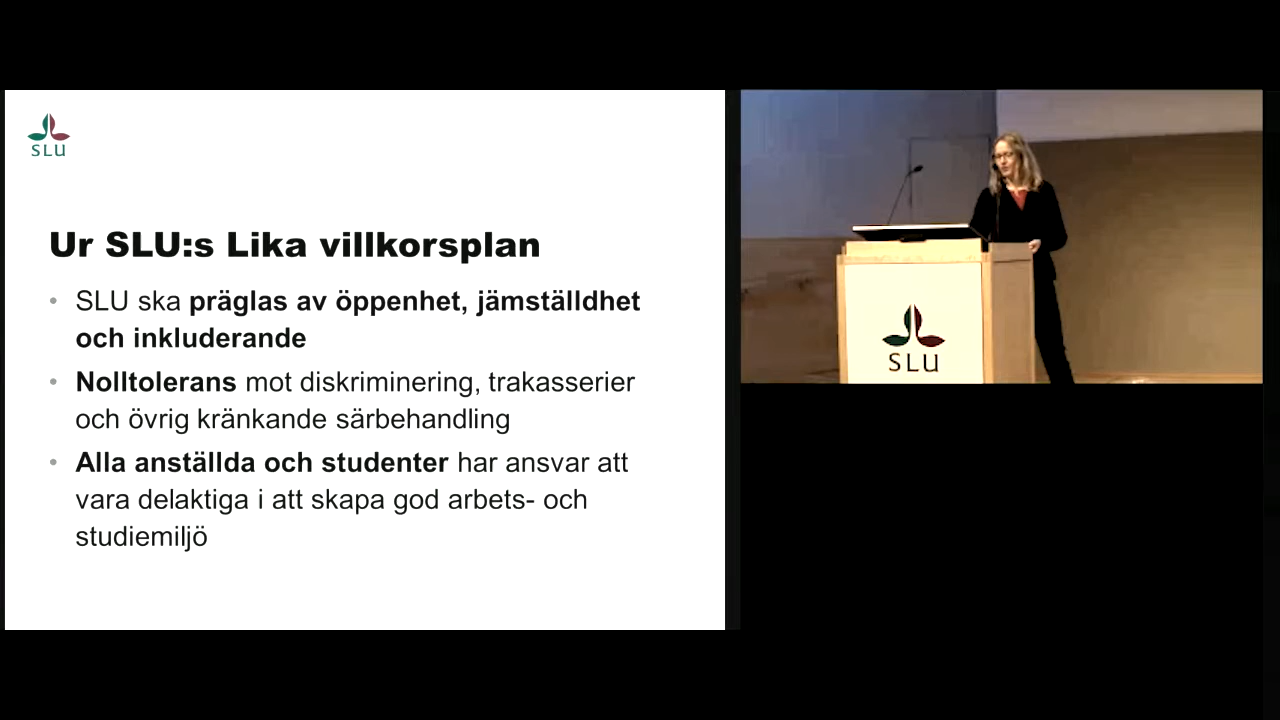 SLU
Ur SLU:s Lika villkorsplan
• SLU ska präglas av öppenhet, jämställdhet
och inkluderande
• Nolltolerans mot diskriminering, trakasserier
och övrig kränkande särbehandling
• Alla anställda och studenter har ansvar att
vara delaktiga i att skapa god arbets- och
studiemiljö
SLU